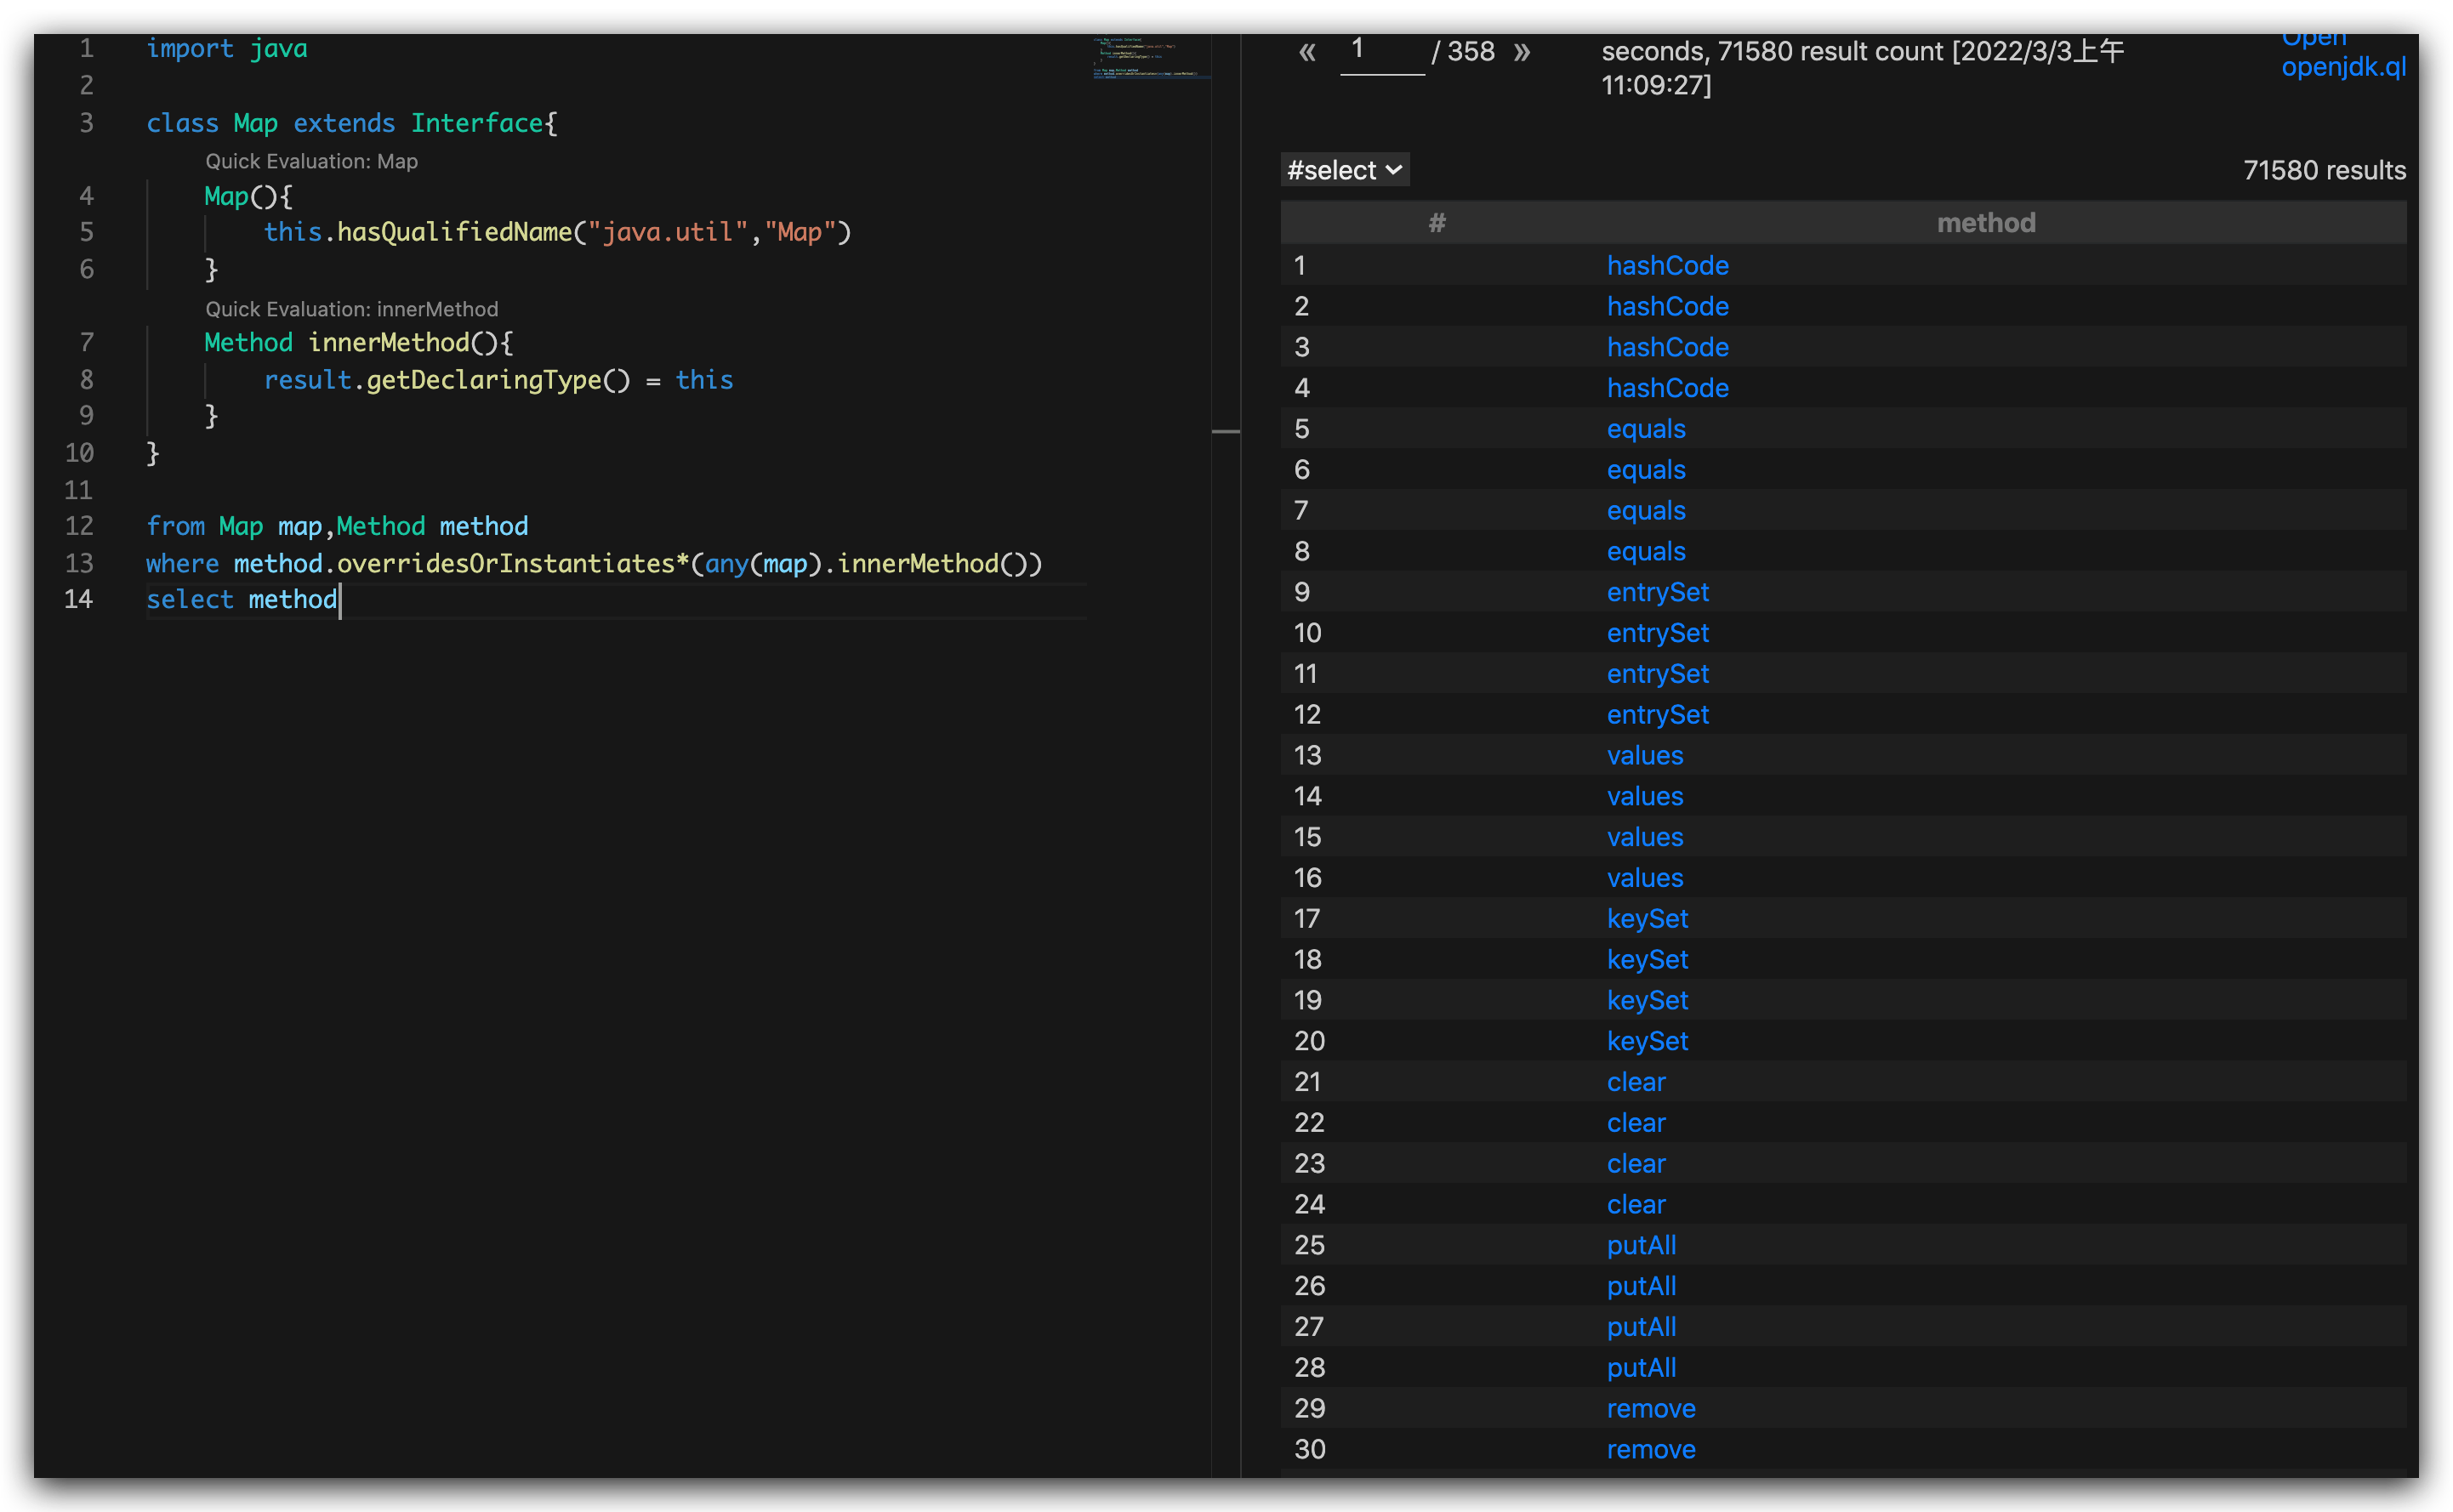 1 import java
2
3 class Map extends Interface{
Quick Evaluation: Map
4 Map(){
5 this.hasQualifiedName("java.util","Map")
6 }
Quick Evaluation: innerMethod
7 Method innerMethod(){
8 result.getDeclaringType() = this
9 }
10 }
11
12 from Map map,Method method
13 where method.overridesOrInstantiates*(any(map).innerMethod())
14 select method
« 1 / 358 »
seconds, 71580 result count [2022/3/3上午
11:09:27]
Open
openjdk.ql
#select
71580 results
# method
1 hashCode
2 hashCode
3 hashCode
4 hashCode
5 equals
6 equals
7 equals
8 equals
9 entrySet
10 entrySet
11 entrySet
12 entrySet
13 values
14 values
15 values
16 values
17 keySet
18 keySet
19 keySet
20 keySet
21 clear
22 clear
23 clear
24 clear
25 putAll
26 putAll
27 putAll
28 putAll
29 remove
30 remove